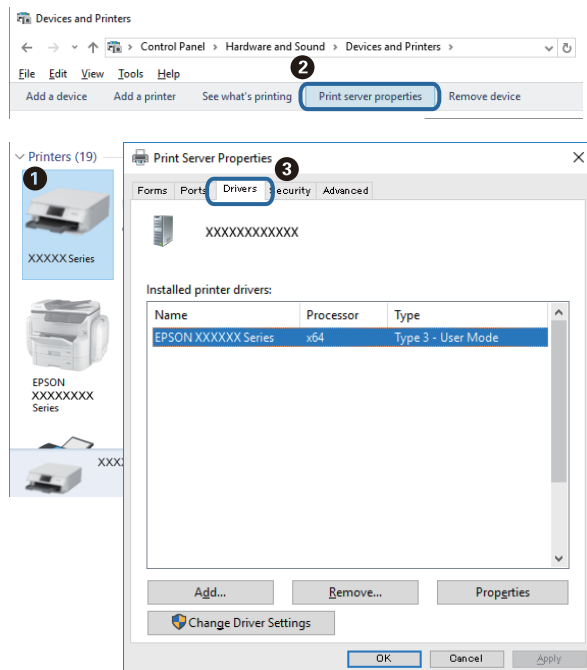 Devices and Printers
Control Panel > Hardware and Sound > Devices and Printers >
File Edit View Tools Help
2
Add a device Add a printer See what's printing Print server properties Remove device
Printers (19)
1
XXXXX Series
EPSON
XXXXXXXX
Series
XXX
Print Server Properties
3
Forms Ports Drivers Security Advanced
XXXXXXXXXXXX
Installed printer drivers:
Name Processor Type
EPSON XXXXXX Series x64 Type 3 - User Mode
Add... Remove... Properties
Change Driver Settings
OK Cancel Apply